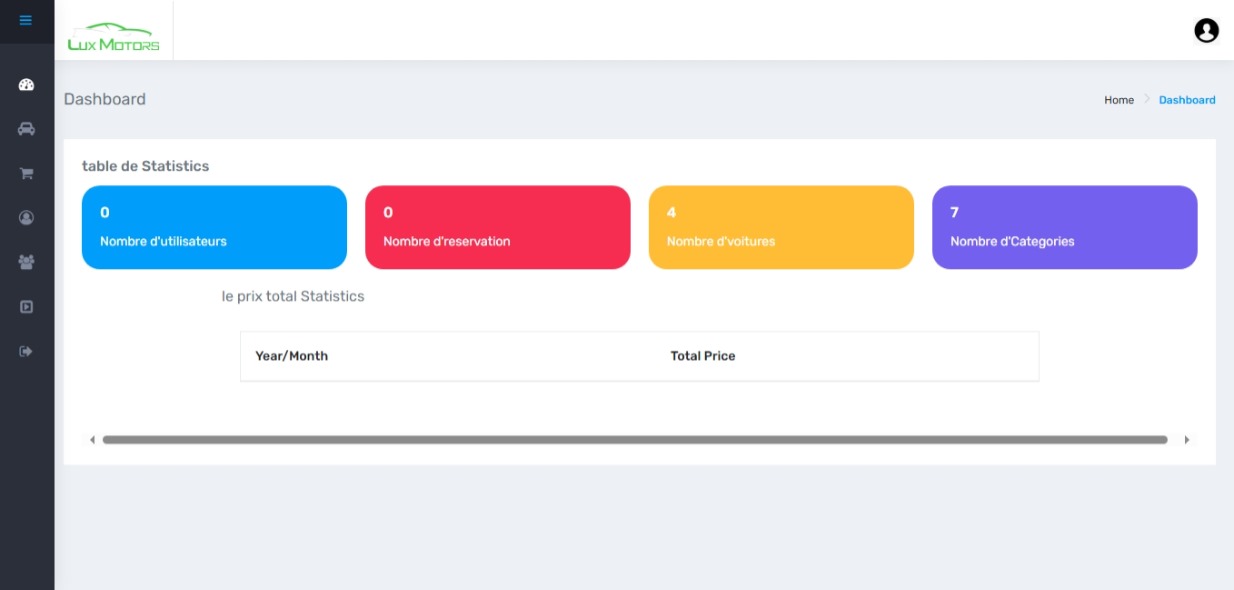 Lux Motors
Dashboard
Home > Dashboard
table de Statistics
0
Nombre d'utilisateurs
0
Nombre d'reservation
4
Nombre d'voitures
7
Nombre d'Categories
le prix total Statistics
Year/Month Total Price